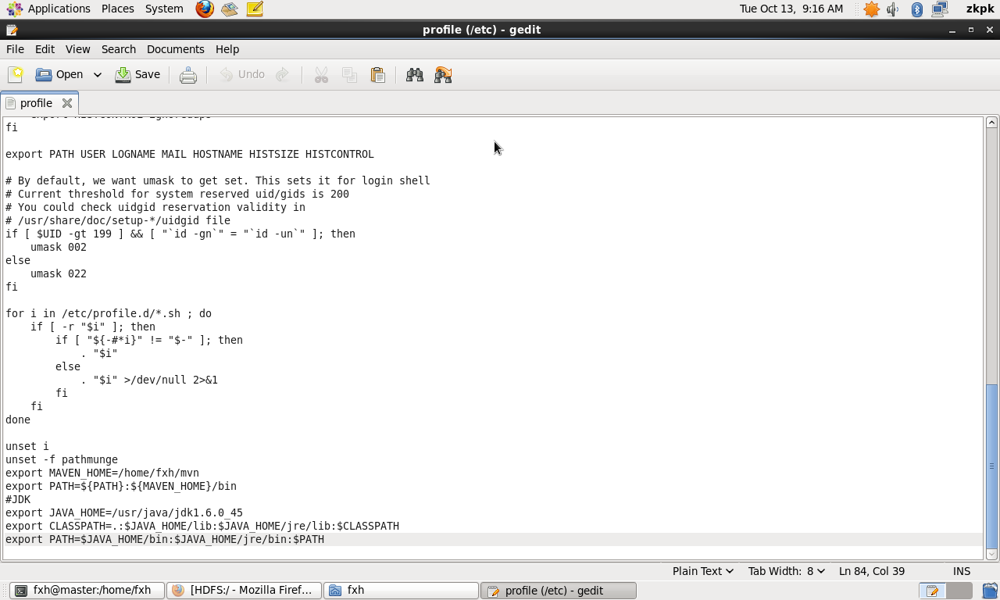 Applications Places System Tue Oct 13, 9:16 AM zkpk
profile (/etc) - gedit
File Edit View Search Documents Help
Open Save Undo
profile
fi
export PATH USER LOGNAME MAIL HOSTNAME HISTSIZE HISTCONTROL
# By default, we want umask to get set. This sets it for login shell
# Current threshold for system reserved uid/gids is 200
# You could check uidgid reservation validity in
# /usr/share/doc/setup-*/uidgid file
if [ $UID -gt 199 ] && [ "`id -gn`" = "`id -un`" ]; then
    umask 002
else
    umask 022
fi
for i in /etc/profile.d/*.sh ; do
    if [ -r "$i" ]; then
        if [ "${-#*i}" != "$-" ]; then
            . "$i"
        else
            . "$i" >/dev/null 2>&1
        fi
    fi
done
unset i
unset -f pathmunge
export MAVEN_HOME=/home/fxh/mvn
export PATH=${PATH}:${MAVEN_HOME}/bin
#JDK
export JAVA_HOME=/usr/java/jdk1.6.0_45
export CLASSPATH=.:$JAVA_HOME/lib:$JAVA_HOME/jre/lib:$CLASSPATH
export PATH=$JAVA_HOME/bin:$JAVA_HOME/jre/bin:$PATH
Plain Text Tab Width: 8 Ln 84, Col 39 INS
fxh@master:/home/fxh [HDFS:/ - Mozilla Firef... fxh profile (/etc) - gedit